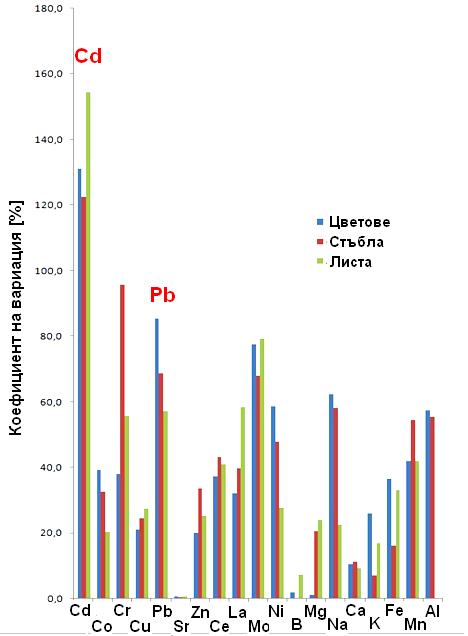 180,0
160,0
140,0
120,0
100,0
80,0
60,0
40,0
20,0
0,0
Коефициент на вариация [%]
Cd
Pb
Цветове
Стъбла
Листа
Cd Co Cr Cu Pb Sr Zn Ce La Mo Ni B Mg Na Ca K Fe Mn Al